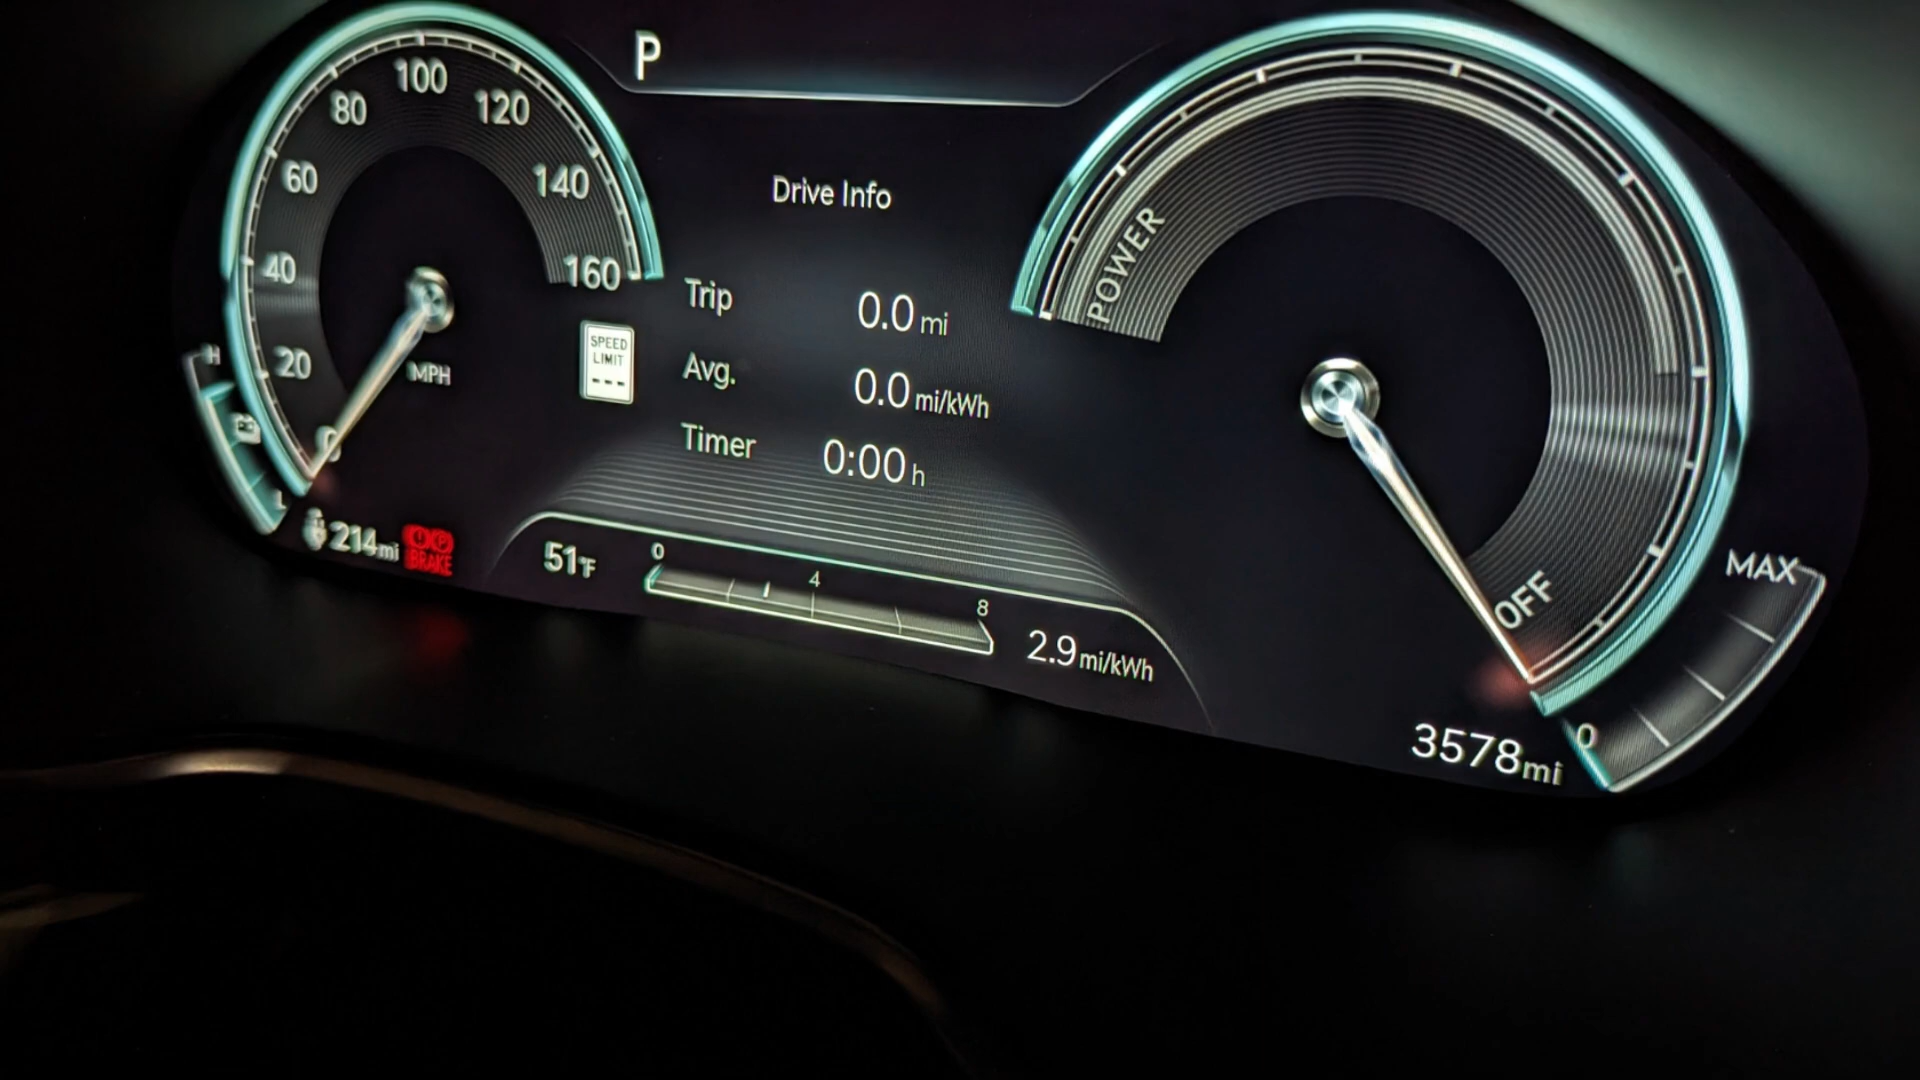 P
100
80
120
60
140
40
160
20
0
MPH
H
L
SPEED
LIMIT
---
Drive Info
Trip 0.0 mi
Avg. 0.0 mi/kWh
Timer 0:00 h
214 mi
BRAKE
51°F
0
4
8
2.9 mi/kWh
POWER
OFF
MAX
0
3578 mi